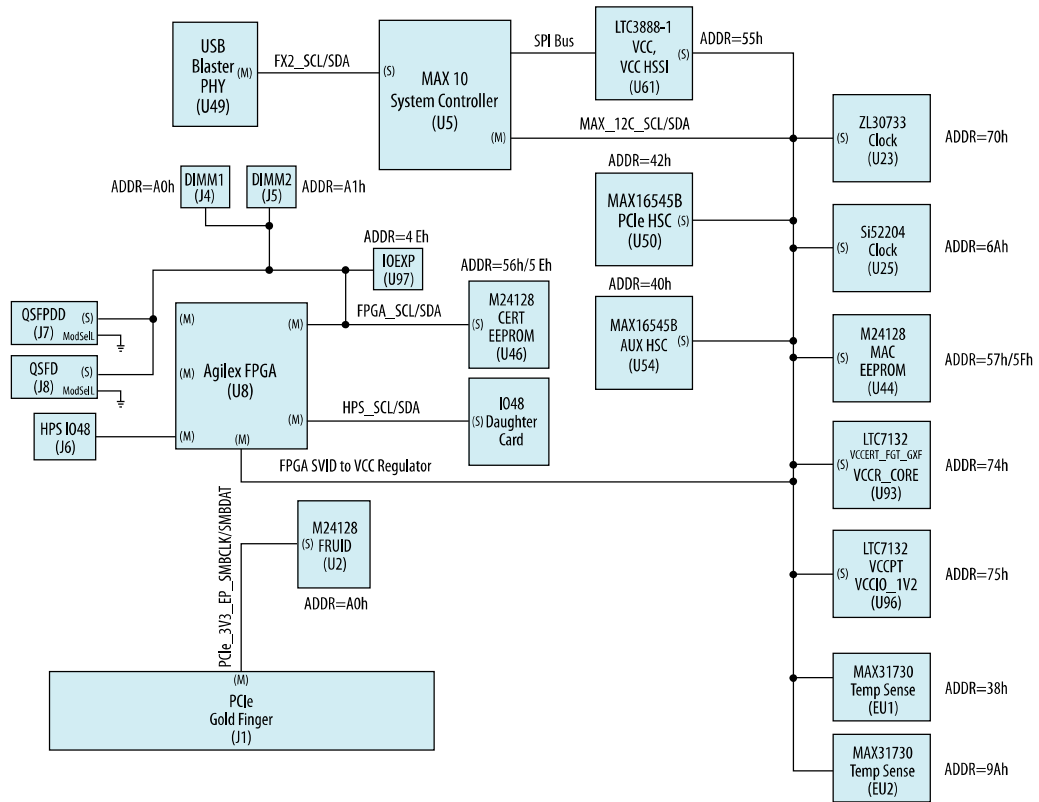 USB
Blaster
PHY
(U49)
(M)
FX2_SCL/SDA
(S)
MAX 10
System Controller
(U5)
(M)
SPI Bus
LTC3888-1
VCC,
VCC HSSI
(U61)
(S)
ADDR=55h
MAX_12C_SCL/SDA
(S)
ZL30733
Clock
(U23)
ADDR=70h
ADDR=A0h
DIMM1
(J4)
DIMM2
(J5)
ADDR=A1h
ADDR=42h
MAX16545B
PCIe HSC
(U50)
(S)
(S)
Si52204
Clock
(U25)
ADDR=6Ah
ADDR=4 Eh
IOEXP
(U97)
ADDR=56h/5 Eh
M24128
CERT
EEPROM
(U46)
(S)
FPGA_SCL/SDA
ADDR=40h
MAX16545B
AUX HSC
(U54)
(S)
(S)
M24128
MAC
EEPROM
(U44)
ADDR=57h/5Fh
QSFPDD
(J7)
(S)
ModSelL
QSFD
(J8)
(S)
ModSelL
HPS IO48
(J6)
(M)
(M)
(M)
(M)
(M)
(M)
Agilex FPGA
(U8)
HPS_SCL/SDA
(S)
IO48
Daughter
Card
FPGA SVID to VCC Regulator
(S)
LTC7132
VCCERT_FGT_GXF
VCCR_CORE
(U93)
ADDR=74h
PCIe_3V3_EP_SMBCLK/SMBDAT
M24128
FRUID
(U2)
(S)
ADDR=A0h
(S)
LTC7132
VCCPT
VCCIO_1V2
(U96)
ADDR=75h
(M)
PCIe
Gold Finger
(J1)
MAX31730
Temp Sense
(EU1)
ADDR=38h
MAX31730
Temp Sense
(EU2)
ADDR=9Ah